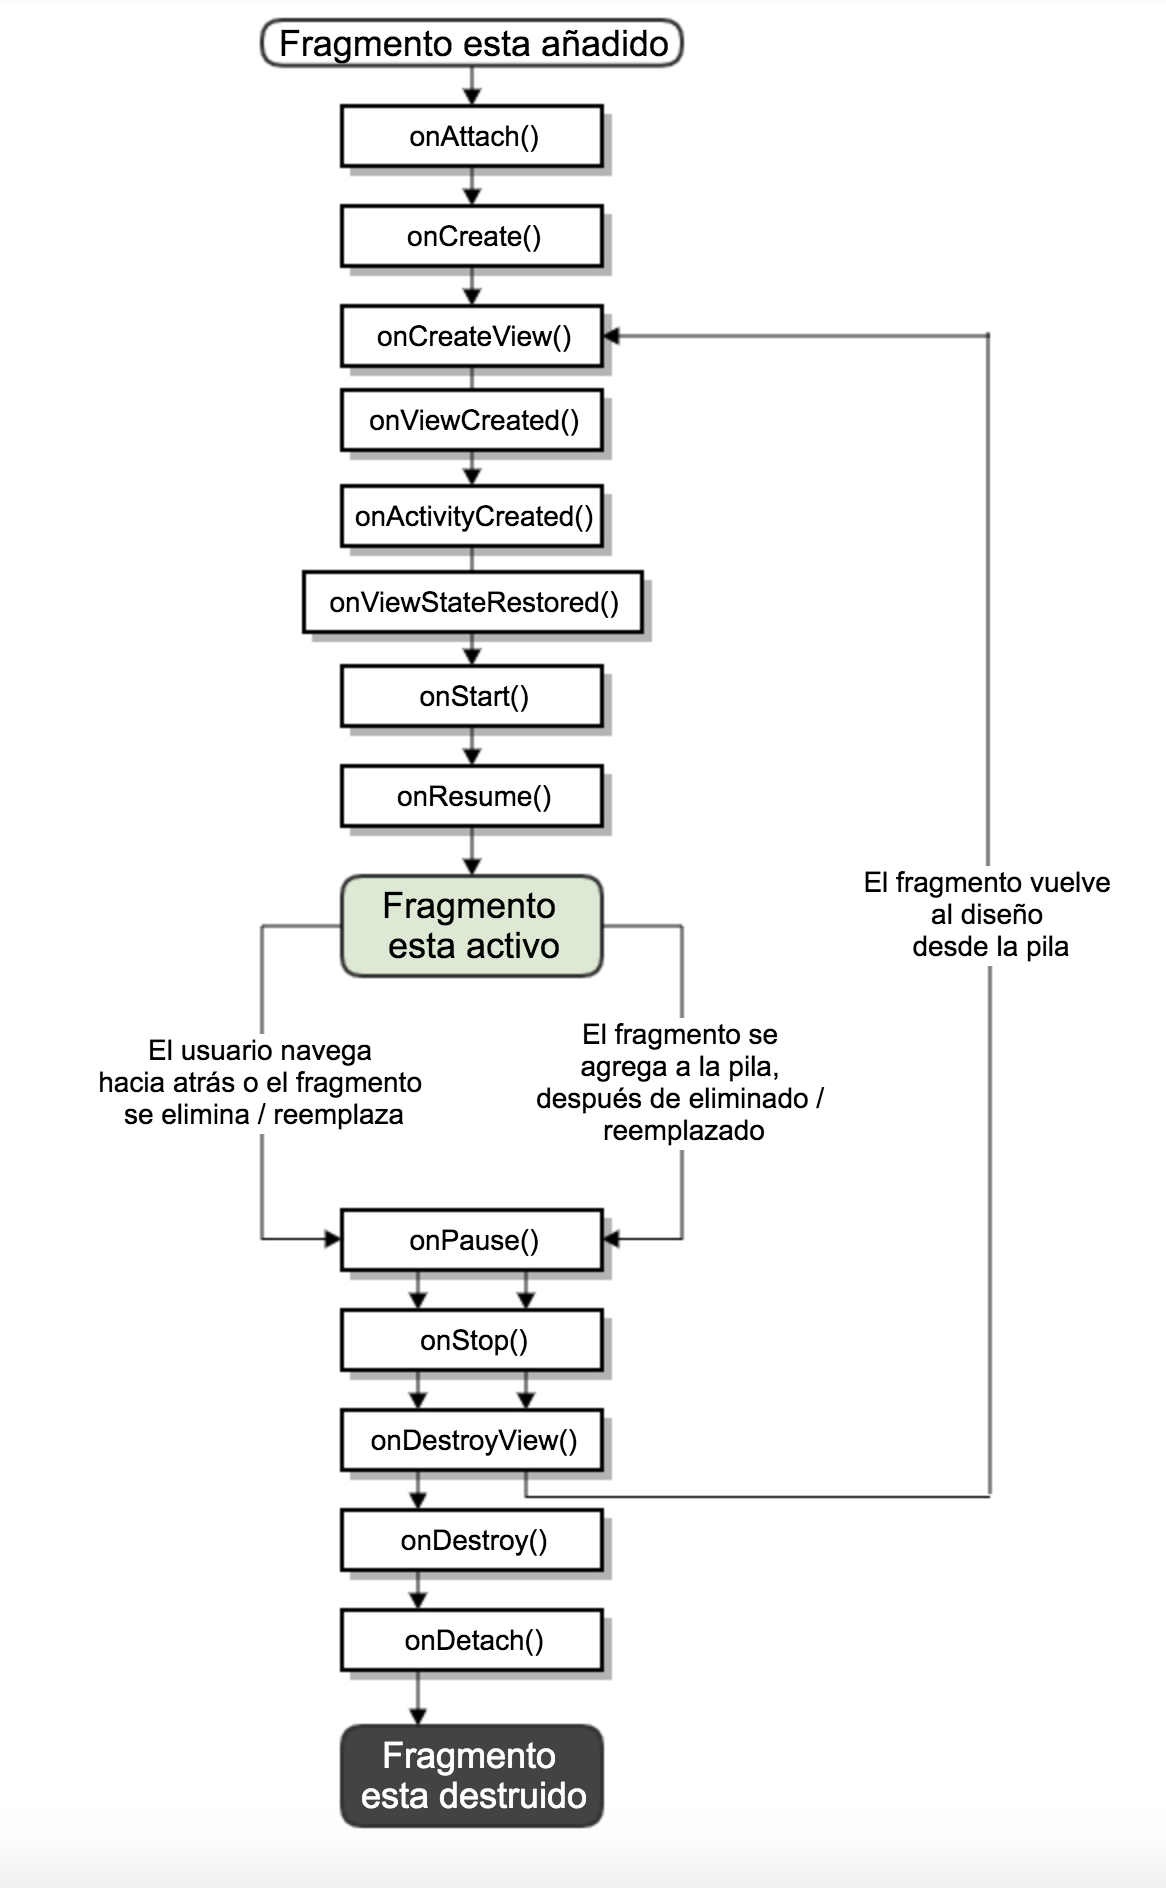 Fragmento esta añadido
onAttach()
onCreate()
onCreateView()
onViewCreated()
onActivityCreated()
onViewStateRestored()
onStart()
onResume()
Fragmento
esta activo
El fragmento vuelve
al diseño
desde la pila
El usuario navega
hacia atrás o el fragmento
se elimina / reemplaza
El fragmento se
agrega a la pila,
después de eliminado /
reemplazado
onPause()
onStop()
onDestroyView()
onDestroy()
onDetach()
Fragmento
esta destruido